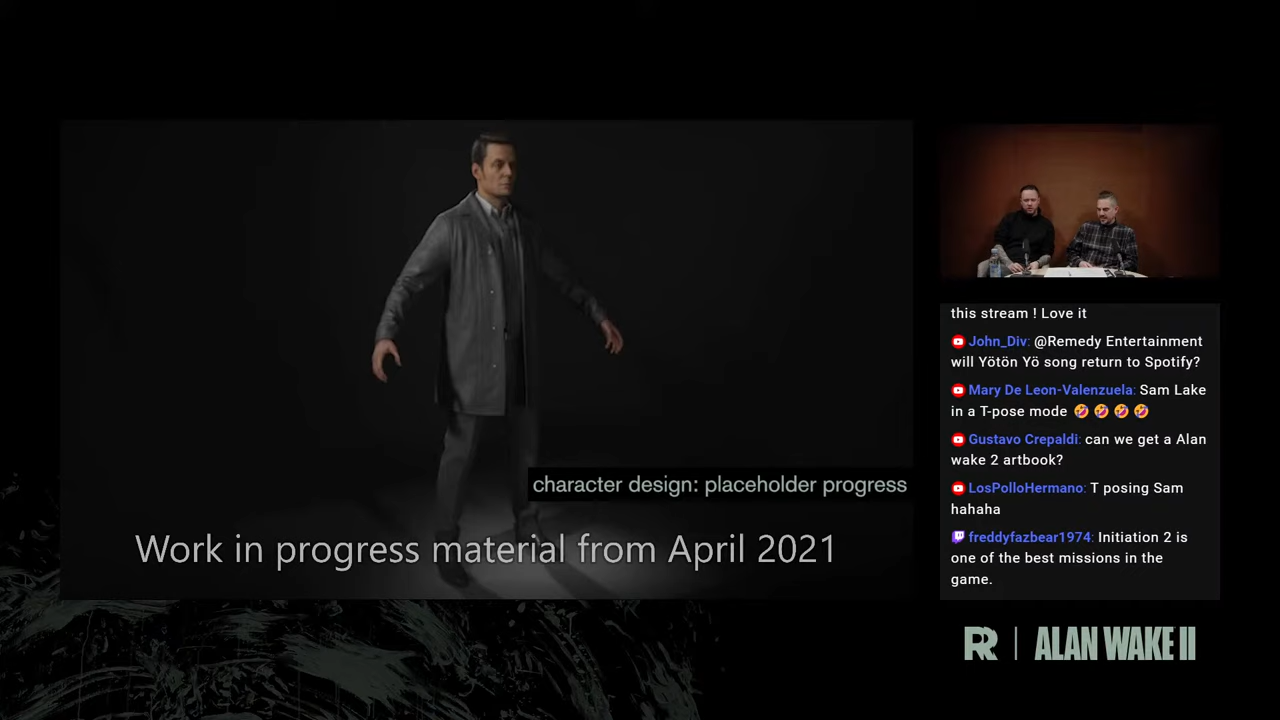 character design: placeholder progress
Work in progress material from April 2021
this stream ! Love it
John_Div: @Remedy Entertainment
will Yötön Yö song return to Spotify?
Mary De Leon-Valenzuela: Sam Lake
in a T-pose mode 🤣 🤣 🤣 🤣
Gustavo Crepaldi: can we get a Alan
wake 2 artbook?
LosPolloHermano: T posing Sam
hahaha
freddyfazbear1974: Initiation 2 is
one of the best missions in the
game.
R | ALAN WAKE II